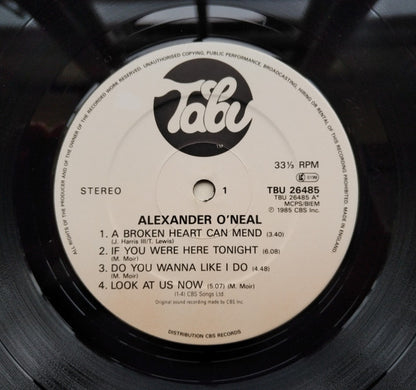 ALL RIGHTS OF THE PRODUCER AND OF THE OWNER OF THE RECORDED WORK RESERVED. UNAUTHORISED COPYING, PUBLIC PERFORMANCE, BROADCASTING, HIRING OR RENTAL OF THIS RECORDING PROHIBITED. MADE IN ENGLAND.
Tabu
TM
33⅓ RPM
STEREO
1
TBU 26485
TBU 26485 A*
MCPS/BIEM
℗ 1985 CBS Inc.
ALEXANDER O'NEAL
1. A BROKEN HEART CAN MEND (3.40)
(J. Harris III/T. Lewis)
2. IF YOU WERE HERE TONIGHT (6.08)
(M. Moir)
3. DO YOU WANNA LIKE I DO (4.48)
(M. Moir)
4. LOOK AT US NOW (5.07) (M. Moir)
(1-4) CBS Songs Ltd.
Original sound recording made by CBS Inc.
DISTRIBUTION CBS RECORDS